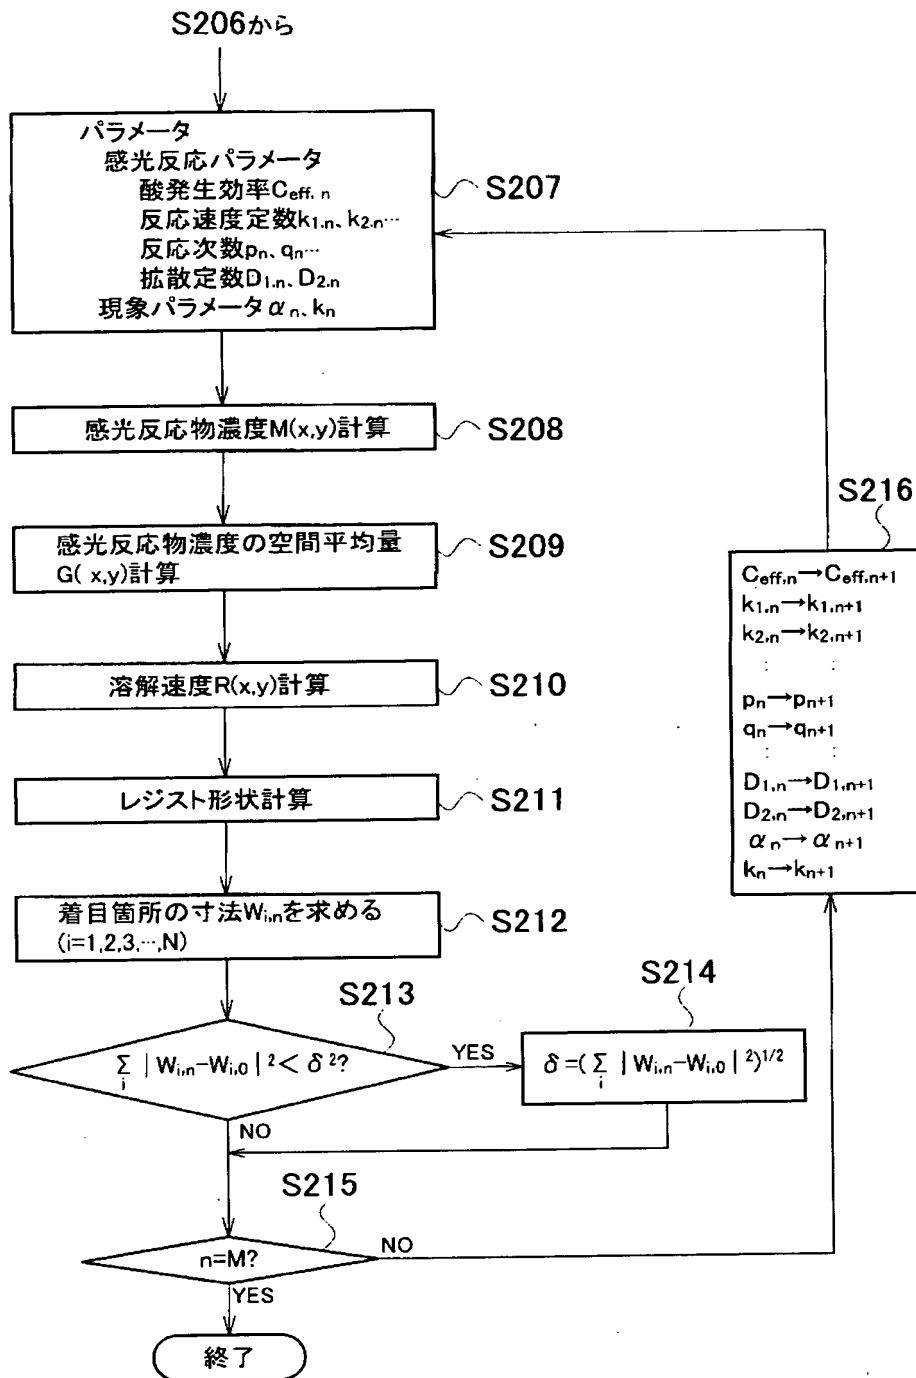 S206から
パラメータ
感光反応パラメータ
酸発生効率Ceff,n
反応速度定数k1,n、k2,n…
反応次数pn、qn…
拡散定数D1,n、D2,n
現象パラメータαn、kn
S207
感光反応物濃度M(x,y)計算
S208
感光反応物濃度の空間平均量
G( x,y)計算
S209
溶解速度R(x,y)計算
S210
レジスト形状計算
S211
着目箇所の寸法Wi,nを求める
(i=1,2,3,…,N)
S212
S213
Σi |Wi,n−Wi,0|²<δ²?
YES
NO
S214
δ=(Σi |Wi,n−Wi,0|²)1/2
S215
n=M?
NO
YES
終了
S216
Ceff,n→Ceff,n+1
k1,n→k1,n+1
k2,n→k2,n+1
: :
pn→pn+1
qn→qn+1
: :
D1,n→D1,n+1
D2,n→D2,n+1
αn→αn+1
kn→kn+1